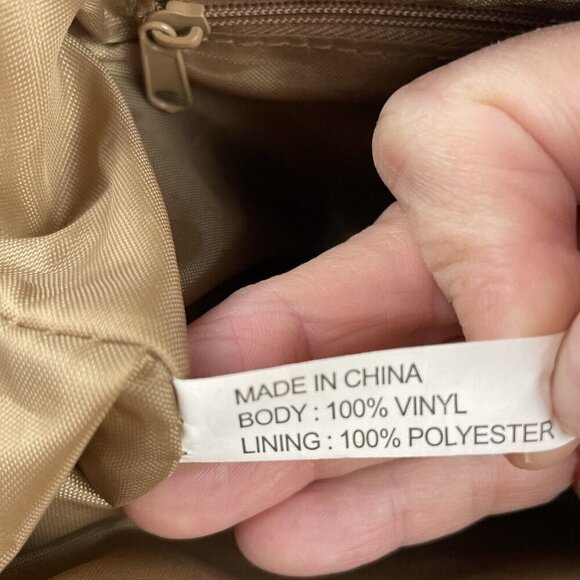 MADE IN CHINA
BODY : 100% VINYL
LINING : 100% POLYESTER